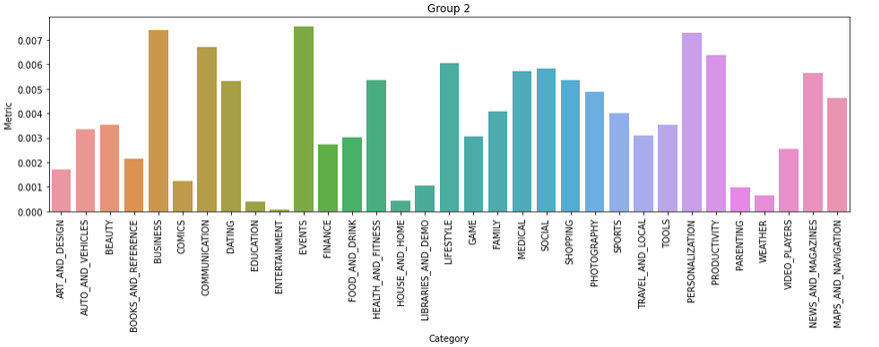 Group 2
0.007
0.006
0.005
0.004
0.003
0.002
0.001
0.000
Metric
ART_AND_DESIGN
AUTO_AND_VEHICLES
BEAUTY
BOOKS_AND_REFERENCE
BUSINESS
COMICS
COMMUNICATION
DATING
EDUCATION
ENTERTAINMENT
EVENTS
FINANCE
FOOD_AND_DRINK
HEALTH_AND_FITNESS
HOUSE_AND_HOME
LIBRARIES_AND_DEMO
LIFESTYLE
GAME
FAMILY
MEDICAL
SOCIAL
SHOPPING
PHOTOGRAPHY
SPORTS
TRAVEL_AND_LOCAL
TOOLS
PERSONALIZATION
PRODUCTIVITY
PARENTING
WEATHER
VIDEO_PLAYERS
NEWS_AND_MAGAZINES
MAPS_AND_NAVIGATION
Category